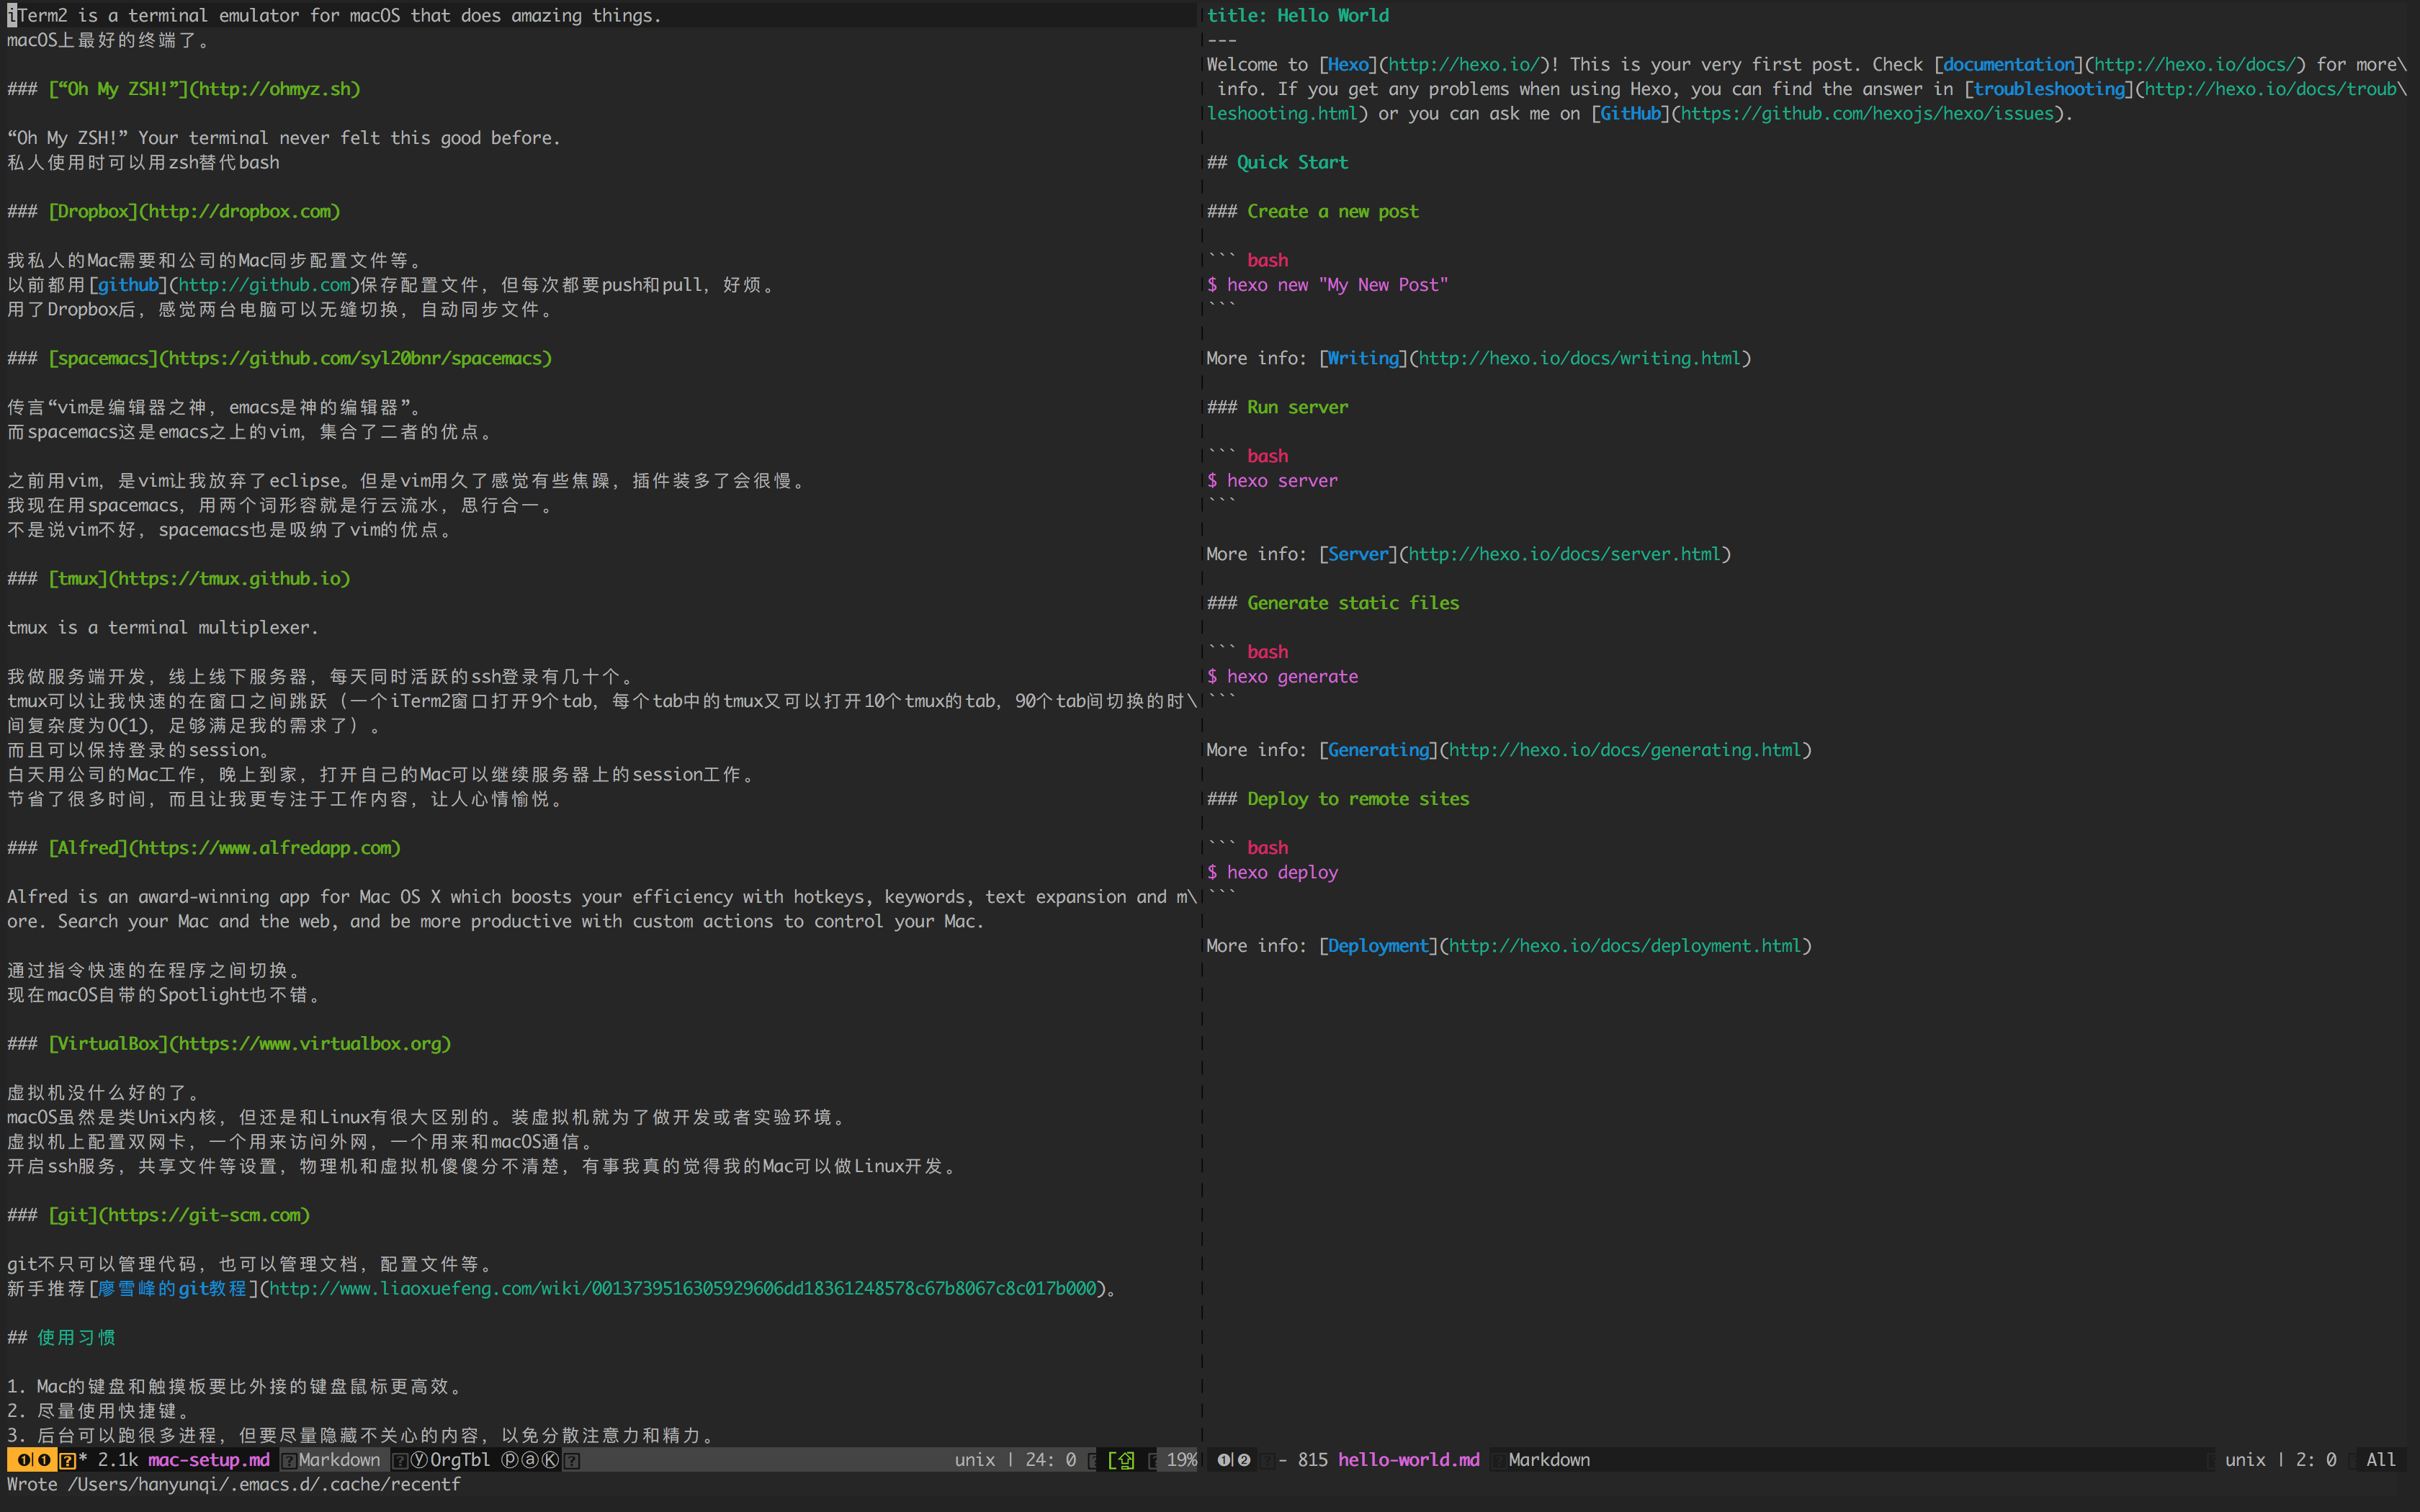 iTerm2 is a terminal emulator for macOS that does amazing things.
macOS上最好的终端了。
### [“Oh My ZSH!”](http://ohmyz.sh)
“Oh My ZSH!” Your terminal never felt this good before.
私人使用时可以用zsh替代bash
### [Dropbox](http://dropbox.com)
我私人的Mac需要和公司的Mac同步配置文件等。
以前都用[github](http://github.com)保存配置文件，但每次都要push和pull，好烦。
用了Dropbox后，感觉两台电脑可以无缝切换，自动同步文件。
### [spacemacs](https://github.com/syl20bnr/spacemacs)
传言“vim是编辑器之神，emacs是神的编辑器”。
而spacemacs这是emacs之上的vim，集合了二者的优点。
之前用vim，是vim让我放弃了eclipse。但是vim用久了感觉有些焦躁，插件装多了会很慢。
我现在用spacemacs，用两个词形容就是行云流水，思行合一。
不是说vim不好，spacemacs也是吸纳了vim的优点。
### [tmux](https://tmux.github.io)
tmux is a terminal multiplexer.
我做服务端开发，线上线下服务器，每天同时活跃的ssh登录有几十个。
tmux可以让我快速的在窗口之间跳跃（一个iTerm2窗口打开9个tab，每个tab中的tmux又可以打开10个tmux的tab，90个tab间切换的时\
间复杂度为O(1)，足够满足我的需求了）。
而且可以保持登录的session。
白天用公司的Mac工作，晚上到家，打开自己的Mac可以继续服务器上的session工作。
节省了很多时间，而且让我更专注于工作内容，让人心情愉悦。
### [Alfred](https://www.alfredapp.com)
Alfred is an award-winning app for Mac OS X which boosts your efficiency with hotkeys, keywords, text expansion and m\
ore. Search your Mac and the web, and be more productive with custom actions to control your Mac.
通过指令快速的在程序之间切换。
现在macOS自带的Spotlight也不错。
### [VirtualBox](https://www.virtualbox.org)
虚拟机没什么好的了。
macOS虽然是类Unix内核，但还是和Linux有很大区别的。装虚拟机就为了做开发或者实验环境。
虚拟机上配置双网卡，一个用来访问外网，一个用来和macOS通信。
开启ssh服务，共享文件等设置，物理机和虚拟机傻傻分不清楚，有事我真的觉得我的Mac可以做Linux开发。
### [git](https://git-scm.com)
git不只可以管理代码，也可以管理文档，配置文件等。
新手推荐[廖雪峰的git教程](http://www.liaoxuefeng.com/wiki/0013739516305929606dd18361248578c67b8067c8c017b000)。
## 使用习惯
1. Mac的键盘和触摸板要比外接的键盘鼠标更高效。
2. 尽量使用快捷键。
3. 后台可以跑很多进程，但要尽量隐藏不关心的内容，以免分散注意力和精力。
❶|❶ * 2.1k mac-setup.md Markdown ⓨOrgTbl ⓟⓐⓀ unix | 24: 0 [⇪] 19%
Wrote /Users/hanyunqi/.emacs.d/.cache/recentf
title: Hello World
---
Welcome to [Hexo](http://hexo.io/)! This is your very first post. Check [documentation](http://hexo.io/docs/) for more\
info. If you get any problems when using Hexo, you can find the answer in [troubleshooting](http://hexo.io/docs/troub\
leshooting.html) or you can ask me on [GitHub](https://github.com/hexojs/hexo/issues).
## Quick Start
### Create a new post
``` bash
$ hexo new "My New Post"
```
More info: [Writing](http://hexo.io/docs/writing.html)
### Run server
``` bash
$ hexo server
```
More info: [Server](http://hexo.io/docs/server.html)
### Generate static files
``` bash
$ hexo generate
```
More info: [Generating](http://hexo.io/docs/generating.html)
### Deploy to remote sites
``` bash
$ hexo deploy
```
More info: [Deployment](http://hexo.io/docs/deployment.html)
❶|❷ - 815 hello-world.md Markdown unix | 2: 0 All